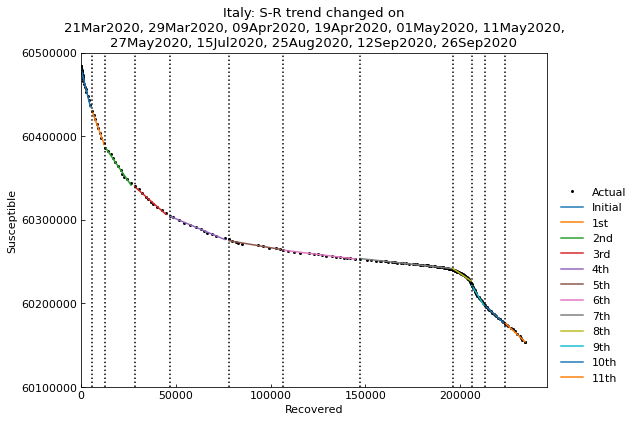 Italy: S-R trend changed on
21Mar2020, 29Mar2020, 09Apr2020, 19Apr2020, 01May2020, 11May2020,
27May2020, 15Jul2020, 25Aug2020, 12Sep2020, 26Sep2020
60500000
60400000
60300000
60200000
60100000
Susceptible
0
50000
100000
150000
200000
Recovered
Actual
Initial
1st
2nd
3rd
4th
5th
6th
7th
8th
9th
10th
11th